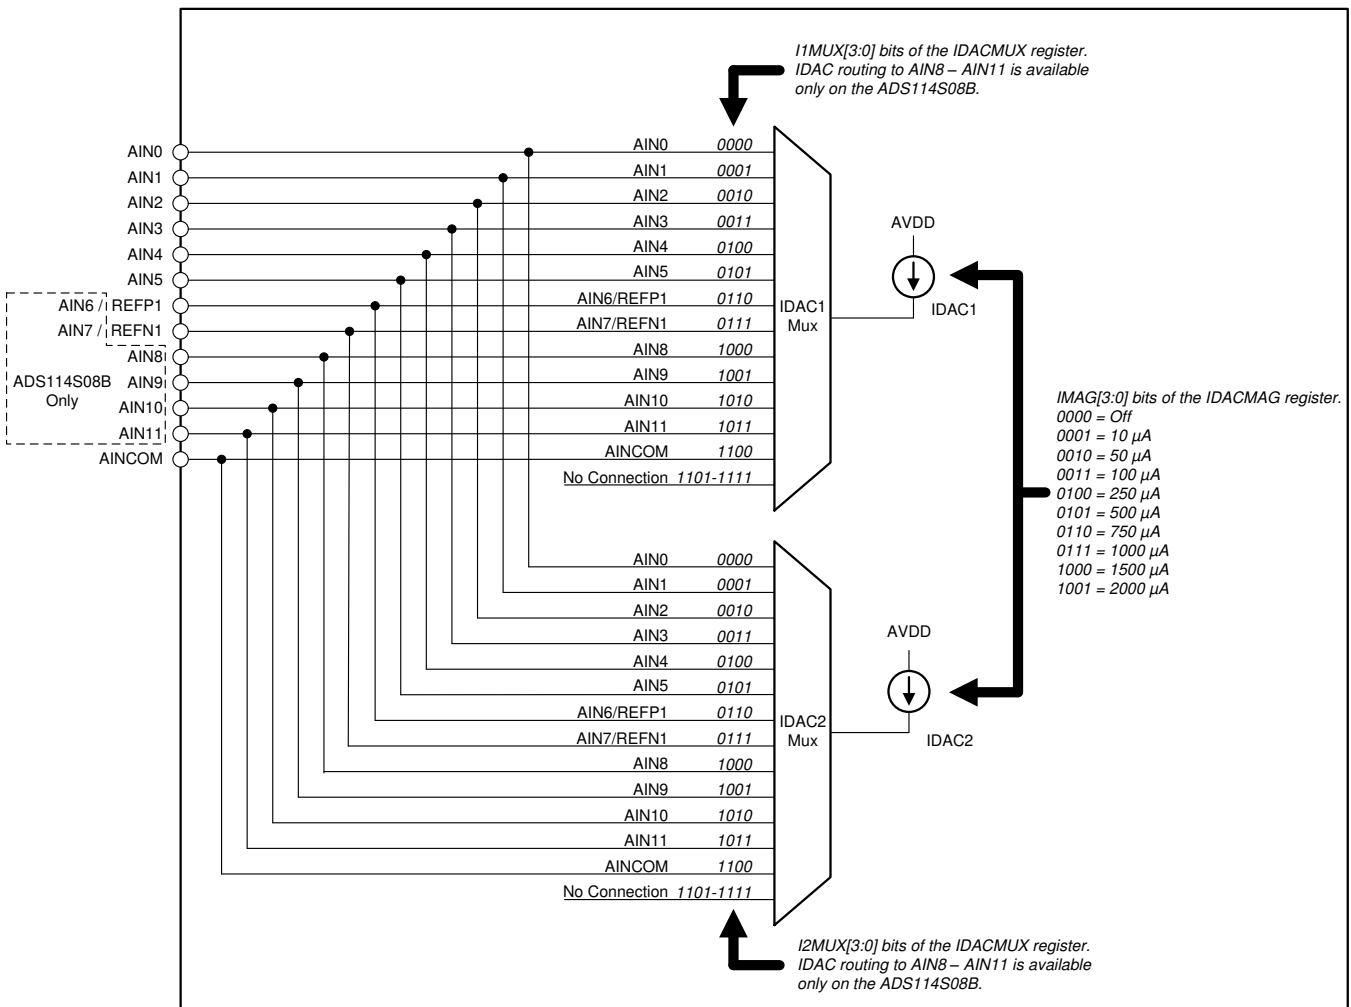 I1MUX[3:0] bits of the IDACMUX register.
IDAC routing to AIN8 – AIN11 is available
only on the ADS114S08B.
AIN0
AIN1
AIN2
AIN3
AIN4
AIN5
AIN6 / REFP1
AIN7 / REFN1
AIN8
AIN9
AIN10
AIN11
AINCOM
ADS114S08B
Only
AIN0 0000
AIN1 0001
AIN2 0010
AIN3 0011
AIN4 0100
AIN5 0101
AIN6/REFP1 0110
AIN7/REFN1 0111
AIN8 1000
AIN9 1001
AIN10 1010
AIN11 1011
AINCOM 1100
No Connection 1101-1111
IDAC1
Mux
AVDD
IDAC1
IMAG[3:0] bits of the IDACMAG register.
0000 = Off
0001 = 10 μA
0010 = 50 μA
0011 = 100 μA
0100 = 250 μA
0101 = 500 μA
0110 = 750 μA
0111 = 1000 μA
1000 = 1500 μA
1001 = 2000 μA
AIN0 0000
AIN1 0001
AIN2 0010
AIN3 0011
AIN4 0100
AIN5 0101
AIN6/REFP1 0110
AIN7/REFN1 0111
AIN8 1000
AIN9 1001
AIN10 1010
AIN11 1011
AINCOM 1100
No Connection 1101-1111
IDAC2
Mux
AVDD
IDAC2
I2MUX[3:0] bits of the IDACMUX register.
IDAC routing to AIN8 – AIN11 is available
only on the ADS114S08B.